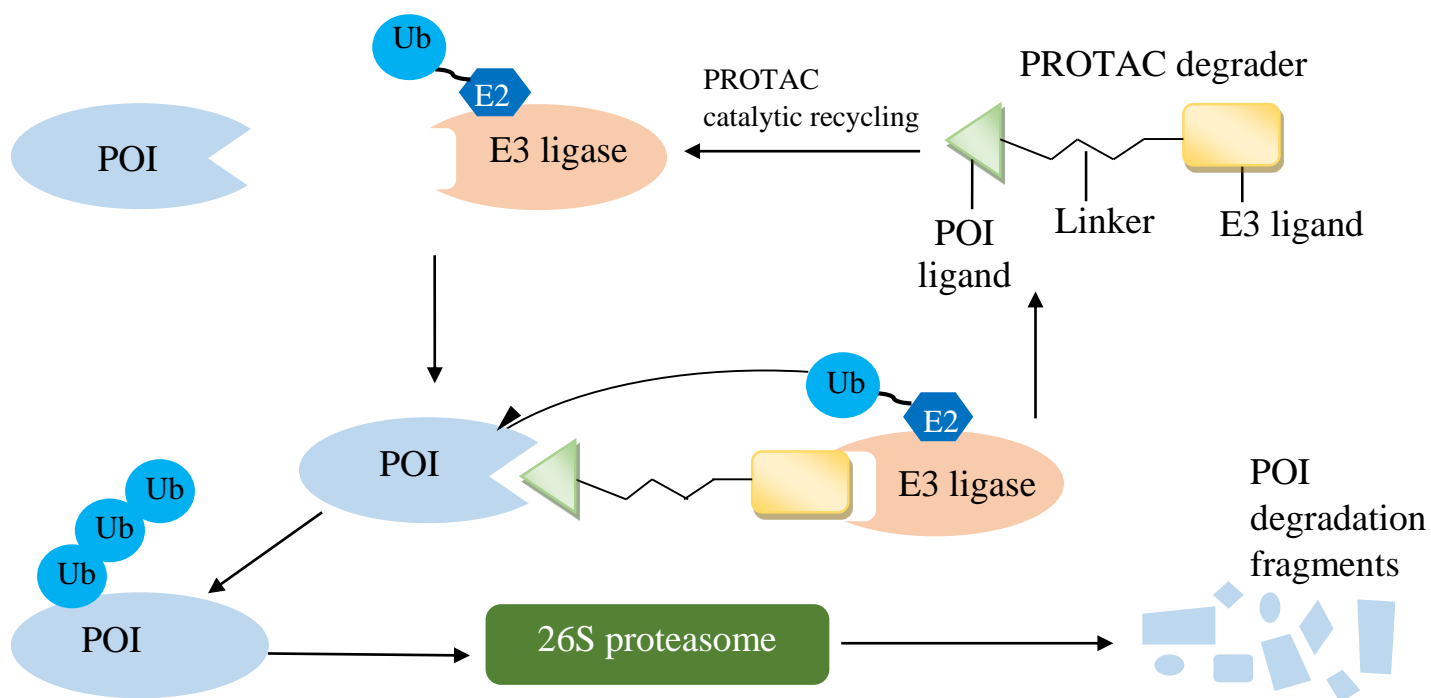 Ub
E2
POI
E3 ligase
PROTAC
catalytic recycling
PROTAC degrader
POI
ligand
Linker
E3 ligand
Ub
E2
POI
E3 ligase
Ub
Ub
Ub
POI
26S proteasome
POI
degradation
fragments